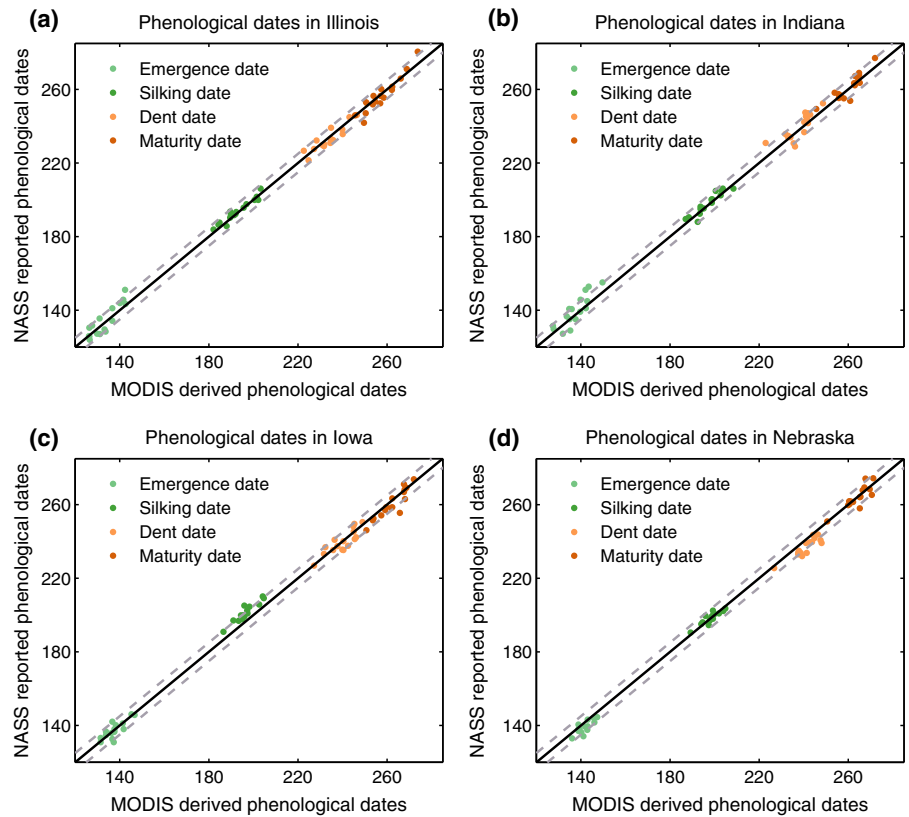 (a) Phenological dates in Illinois
NASS reported phenological dates
260
220
180
140
Emergence date
Silking date
Dent date
Maturity date
140 180 220 260
MODIS derived phenological dates
(b) Phenological dates in Indiana
NASS reported phenological dates
260
220
180
140
Emergence date
Silking date
Dent date
Maturity date
140 180 220 260
MODIS derived phenological dates
(c) Phenological dates in Iowa
NASS reported phenological dates
260
220
180
140
Emergence date
Silking date
Dent date
Maturity date
140 180 220 260
MODIS derived phenological dates
(d) Phenological dates in Nebraska
NASS reported phenological dates
260
220
180
140
Emergence date
Silking date
Dent date
Maturity date
140 180 220 260
MODIS derived phenological dates